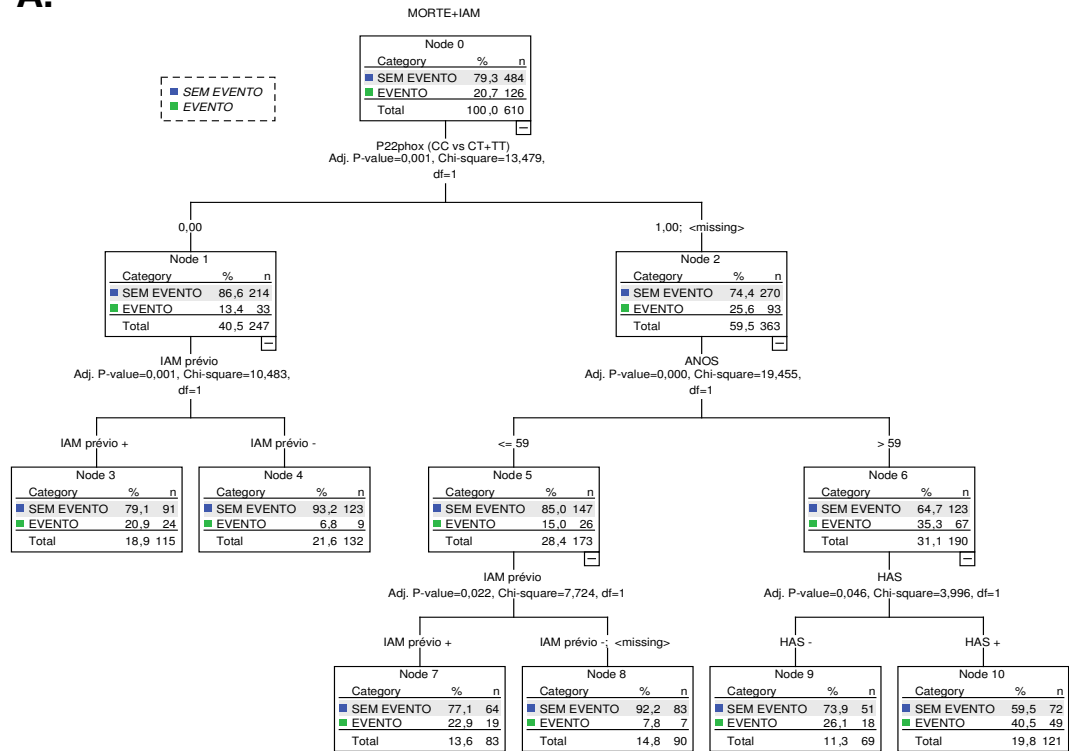 A.
MORTE+IAM
Node 0
Category % n
SEM EVENTO 79,3 484
EVENTO 20,7 126
Total 100,0 610
SEM EVENTO
EVENTO
P22phox (CC vs CT+TT)
Adj. P-value=0,001, Chi-square=13,479,
df=1
0,00
1,00; <missing>
Node 1
Category % n
SEM EVENTO 86,6 214
EVENTO 13,4 33
Total 40,5 247
Node 2
Category % n
SEM EVENTO 74,4 270
EVENTO 25,6 93
Total 59,5 363
IAM prévio
Adj. P-value=0,001, Chi-square=10,483,
df=1
ANOS
Adj. P-value=0,000, Chi-square=19,455,
df=1
IAM prévio +
IAM prévio -
<= 59
> 59
Node 3
Category % n
SEM EVENTO 79,1 91
EVENTO 20,9 24
Total 18,9 115
Node 4
Category % n
SEM EVENTO 93,2 123
EVENTO 6,8 9
Total 21,6 132
Node 5
Category % n
SEM EVENTO 85,0 147
EVENTO 15,0 26
Total 28,4 173
Node 6
Category % n
SEM EVENTO 64,7 123
EVENTO 35,3 67
Total 31,1 190
IAM prévio
Adj. P-value=0,022, Chi-square=7,724, df=1
HAS
Adj. P-value=0,046, Chi-square=3,996, df=1
IAM prévio +
IAM prévio -; <missing>
HAS -
HAS +
Node 7
Category % n
SEM EVENTO 77,1 64
EVENTO 22,9 19
Total 13,6 83
Node 8
Category % n
SEM EVENTO 92,2 83
EVENTO 7,8 7
Total 14,8 90
Node 9
Category % n
SEM EVENTO 73,9 51
EVENTO 26,1 18
Total 11,3 69
Node 10
Category % n
SEM EVENTO 59,5 72
EVENTO 40,5 49
Total 19,8 121